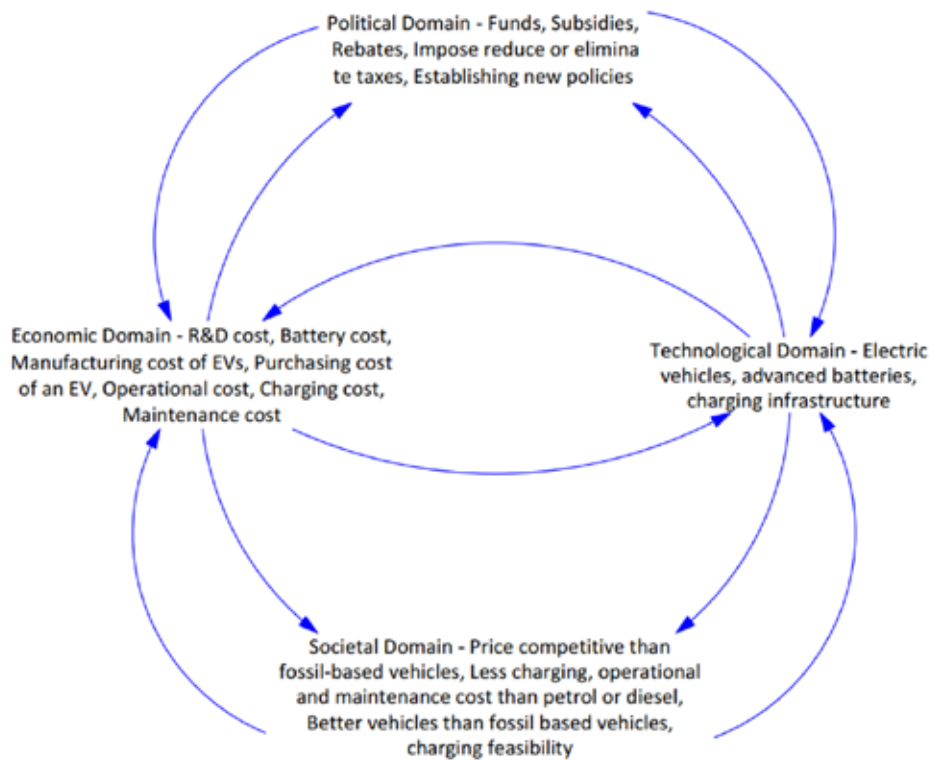 Political Domain - Funds, Subsidies,
Rebates, Impose reduce or elimina
te taxes, Establishing new policies
Economic Domain - R&D cost, Battery cost,
Manufacturing cost of EVs, Purchasing cost
of an EV, Operational cost, Charging cost,
Maintenance cost
Technological Domain - Electric
vehicles, advanced batteries,
charging infrastructure
Societal Domain - Price competitive than
fossil-based vehicles, Less charging, operational
and maintenance cost than petrol or diesel,
Better vehicles than fossil based vehicles,
charging feasibility